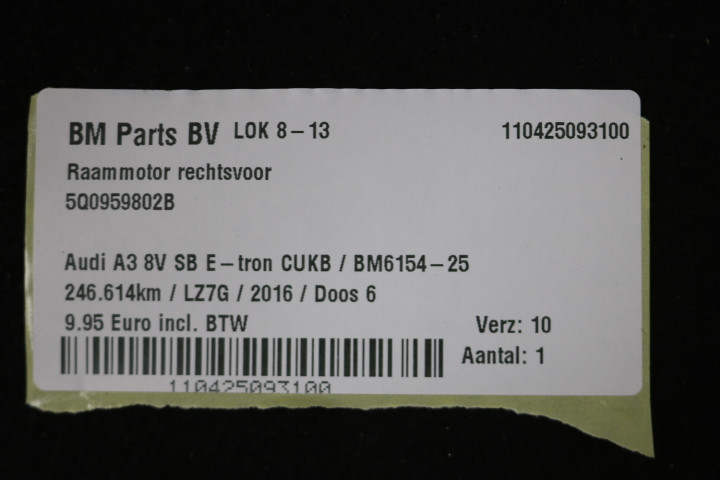 BM Parts BV LOK 8-13 110425093100
Raammotor rechtsvoor
5Q0959802B
Audi A3 8V SB E-tron CUKB / BM6154-25
246.614km / LZ7G / 2016 / Doos 6
9.95 Euro incl. BTW Verz: 10
Aantal: 1
110425093100